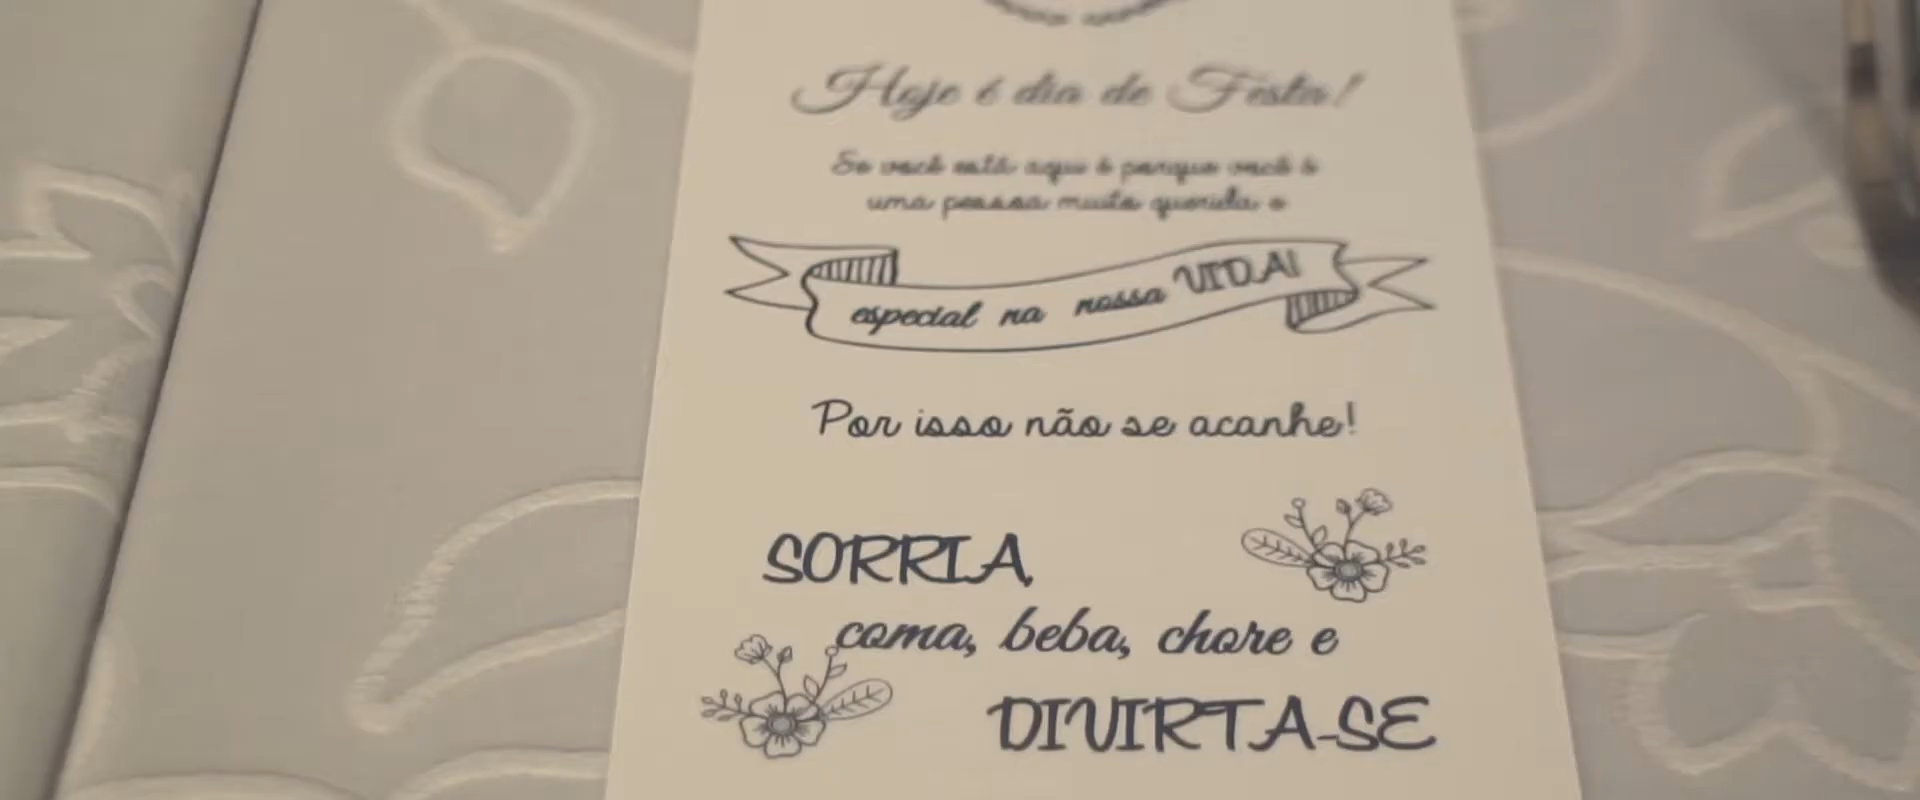 Hoje é dia de Festa!
Se você está aqui é porque você é
uma pessoa muito querida e
especial na nossa VIDA!
Por isso não se acanhe!
SORRIA,
coma, beba, chore e
DIVIRTA-SE